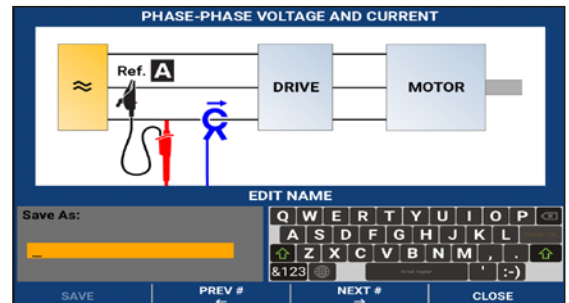 PHASE-PHASE VOLTAGE AND CURRENT
Ref. A
DRIVE
MOTOR
EDIT NAME
Save As:
_
Q W E R T Y U I O P
A S D F G H J K L
Z X C V B N M , .
&123 ' :-)
SAVE
PREV #
NEXT #
CLOSE